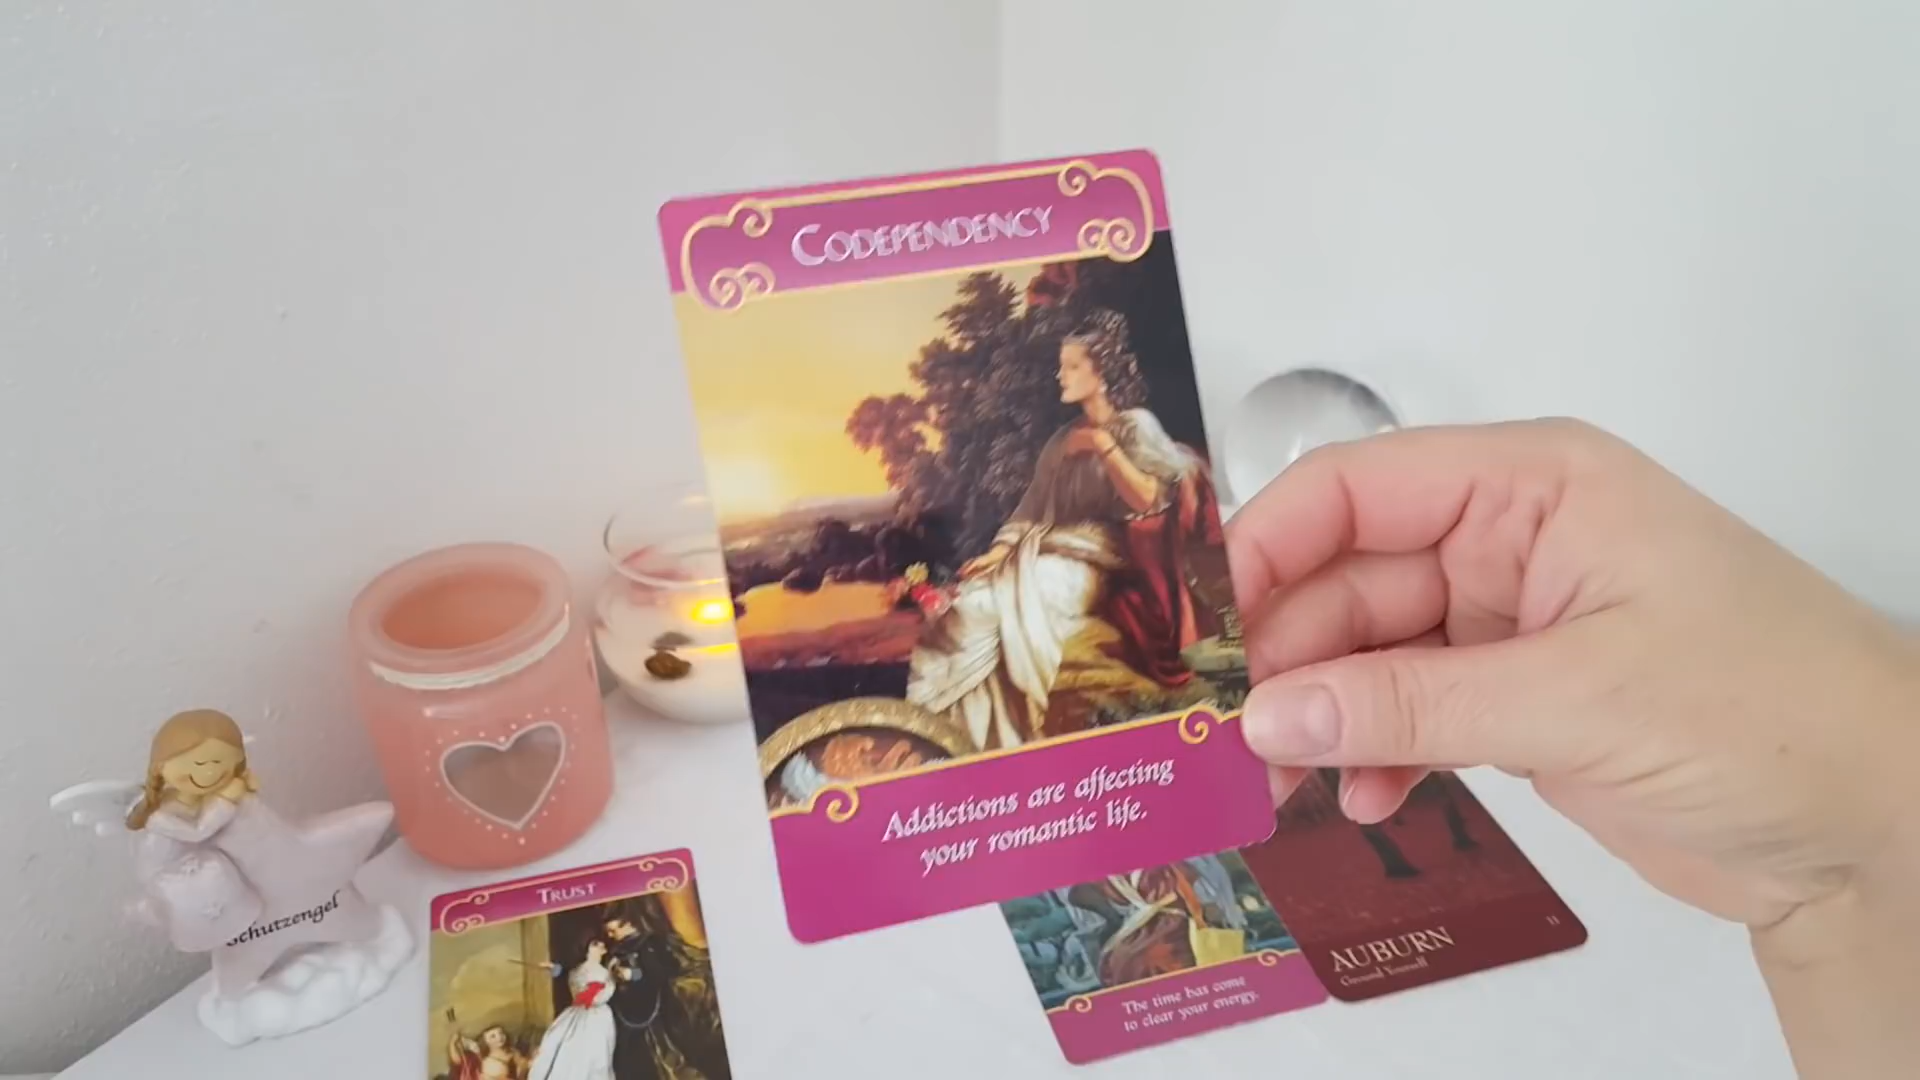 CODEPENDENCY
Addictions are affecting
your romantic life.
Schutzengel
TRUST
The time has come
to clear your energy.
AUBURN
Ground Yourself
11